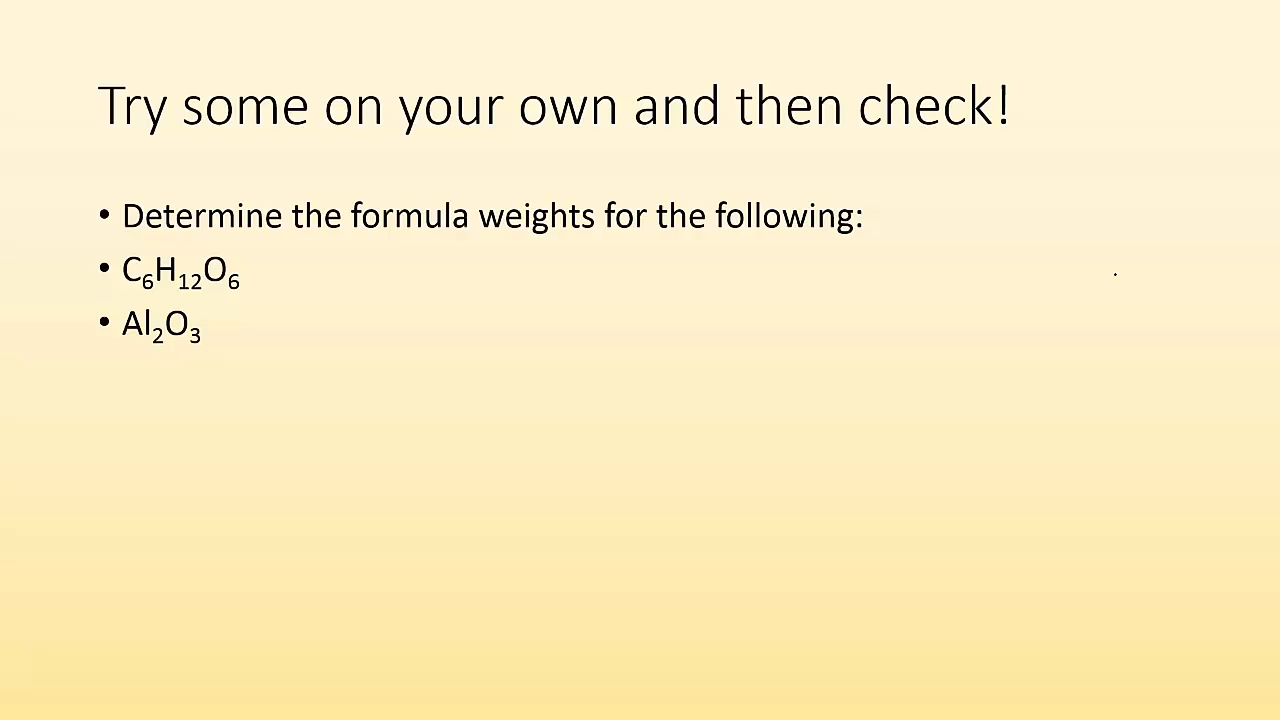 Try some on your own and then check!
• Determine the formula weights for the following:
• C₆H₁₂O₆
• Al₂O₃